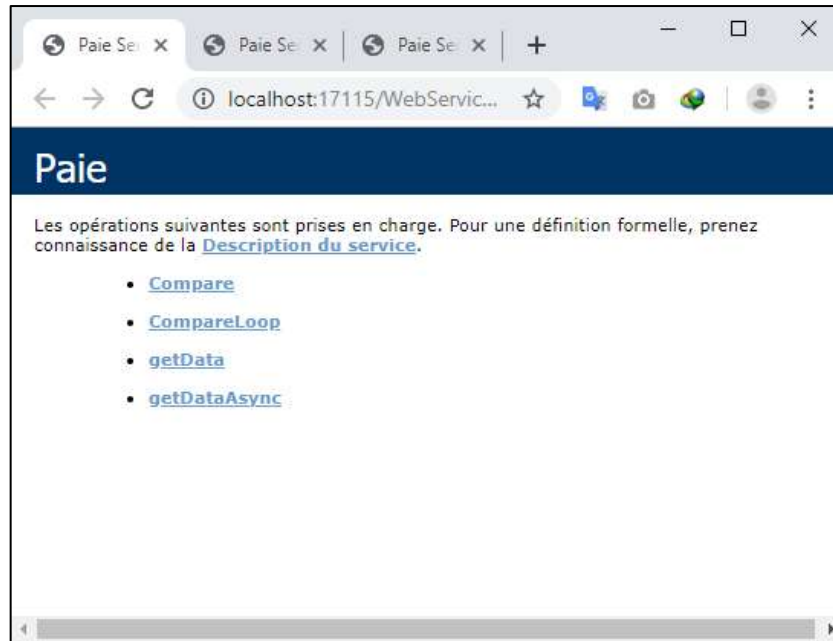 Paie Se
Paie Se
Paie Se
localhost:17115/WebServic...
Paie
Les opérations suivantes sont prises en charge. Pour une définition formelle, prenez
connaissance de la Description du service.
• Compare
• CompareLoop
• getData
• getDataAsync